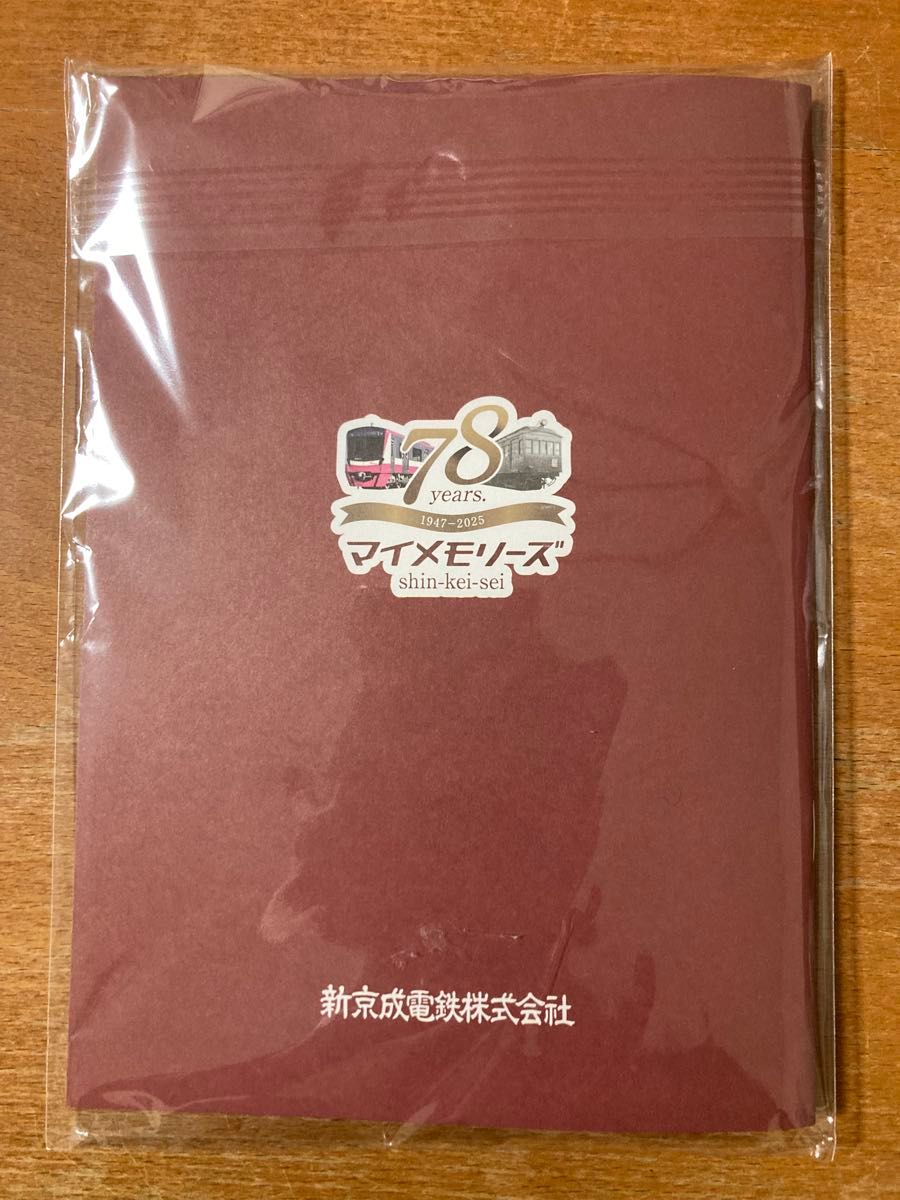 78
years.
1947-2025
マイメモリーズ
shin-kei-sei
新京成電鉄株式会社